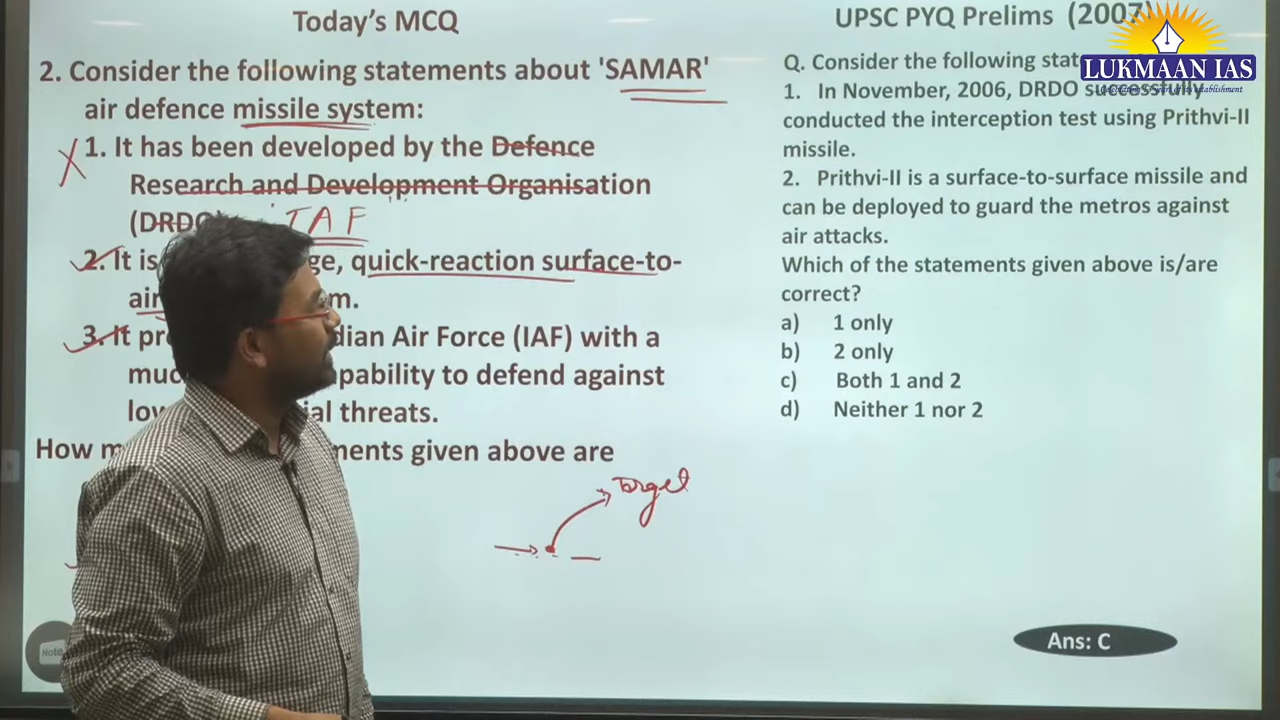 Today's MCQ
2. Consider the following statements about 'SAMAR'
air defence missile system:
1. It has been developed by the Defence
Research and Development Organisation
(DRDO
IAF
2. It is ge, quick-reaction surface-to-
air m.
3. It pr dian Air Force (IAF) with a
muc pability to defend against
low ial threats.
How m ments given above are
Target
Note
UPSC PYQ Prelims (2007)
Q. Consider the following stat
1. In November, 2006, DRDO successfully
conducted the interception test using Prithvi-II
missile.
2. Prithvi-II is a surface-to-surface missile and
can be deployed to guard the metros against
air attacks.
Which of the statements given above is/are
correct?
a) 1 only
b) 2 only
c) Both 1 and 2
d) Neither 1 nor 2
Ans: C
LUKMAAN IAS